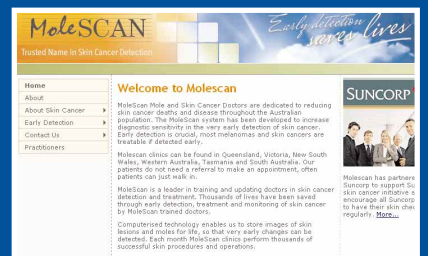 MoleSCAN
Trusted Name in Skin Cancer Detection
Early detection
saves lives
Home
About
About Skin Cancer
Early Detection
Contact Us
Practitioners
Welcome to Molescan
MoleScan Mole and Skin Cancer Doctors are dedicated to reducing
skin cancer deaths and disease throughout the Australian
population. The MoleScan system has been developed to increase
diagnostic sensitivity in the very early detection of skin cancer.
Early detection is crucial, most melanomas and skin cancers are
treatable if detected early.
Molescan clinics can be found in Queensland, Victoria, New South
Wales, Western Australia, Tasmania and South Australia. Our
patients do not need a referral to make an appointment, often
patients can just walk in.
MoleScan is a leader in training and updating doctors in skin cancer
detection and treatment. Thousands of lives have been saved
through early detection, treatment and monitoring of skin cancer
by MoleScan trained doctors.
Computerised technology enables us to store images of skin
lesions and moles for life, so that very early changes can be
detected. Each month MoleScan clinics perform thousands of
successful skin procedures and operations.
SUNCORP
Molescan has partnere
Suncorp to support Su
skin cancer initiative a
encourage all Suncorp
to have their skin chec
regularly. More...